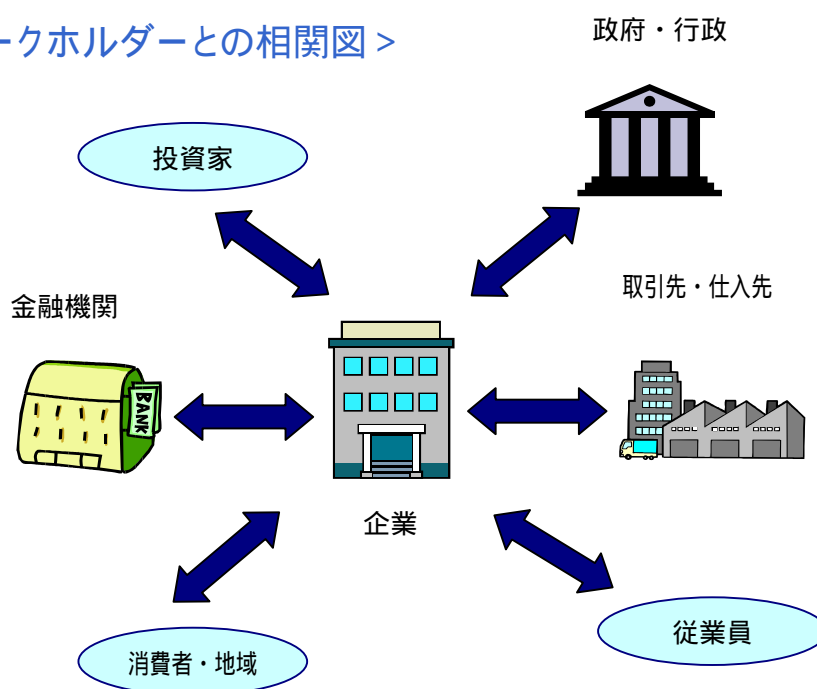 ークホルダーとの相関図>
政府・行政
投資家
取引先・仕入先
金融機関
BANK
企業
従業員
消費者・地域